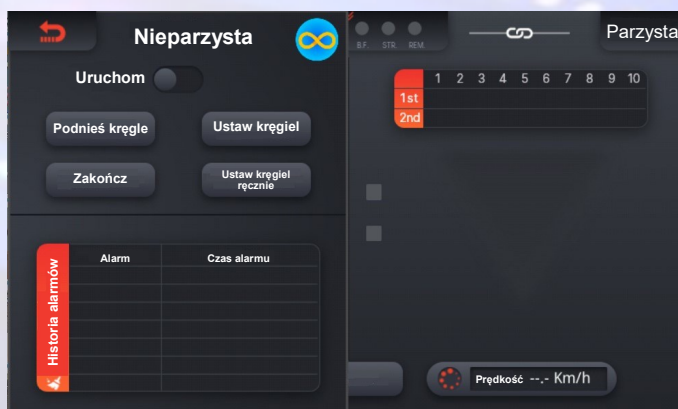 Nieparzysta
Uruchom
Podnieś kręgle
Ustaw kręgiel
Zakończ
Ustaw kręgiel
ręcznie
Historia alarmów
Alarm
Czas alarmu
B.F. STR. REM.
Parzysta
1 2 3 4 5 6 7 8 9 10
1st
2nd
Prędkość --.- Km/h